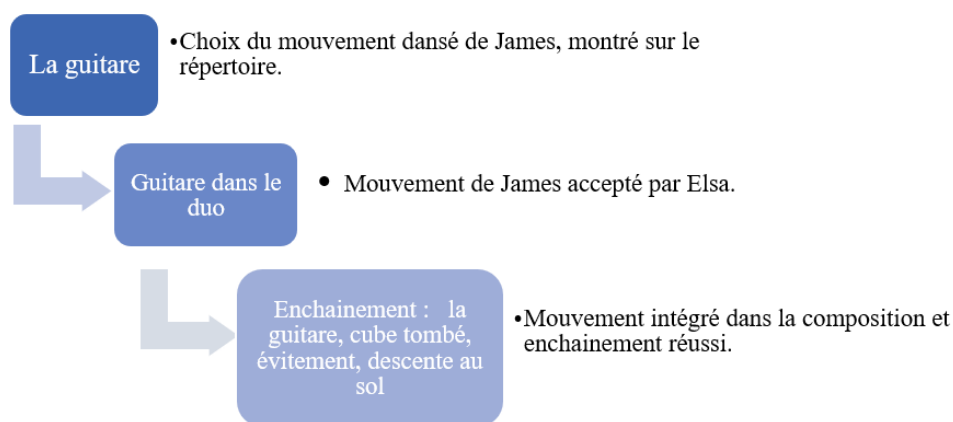 La guitare
•Choix du mouvement dansé de James, montré sur le
répertoire.
Guitare dans le
duo
• Mouvement de James accepté par Elsa.
Enchainement : la
guitare, cube tombé,
évitement, descente au
sol
•Mouvement intégré dans la composition et
enchainement réussi.